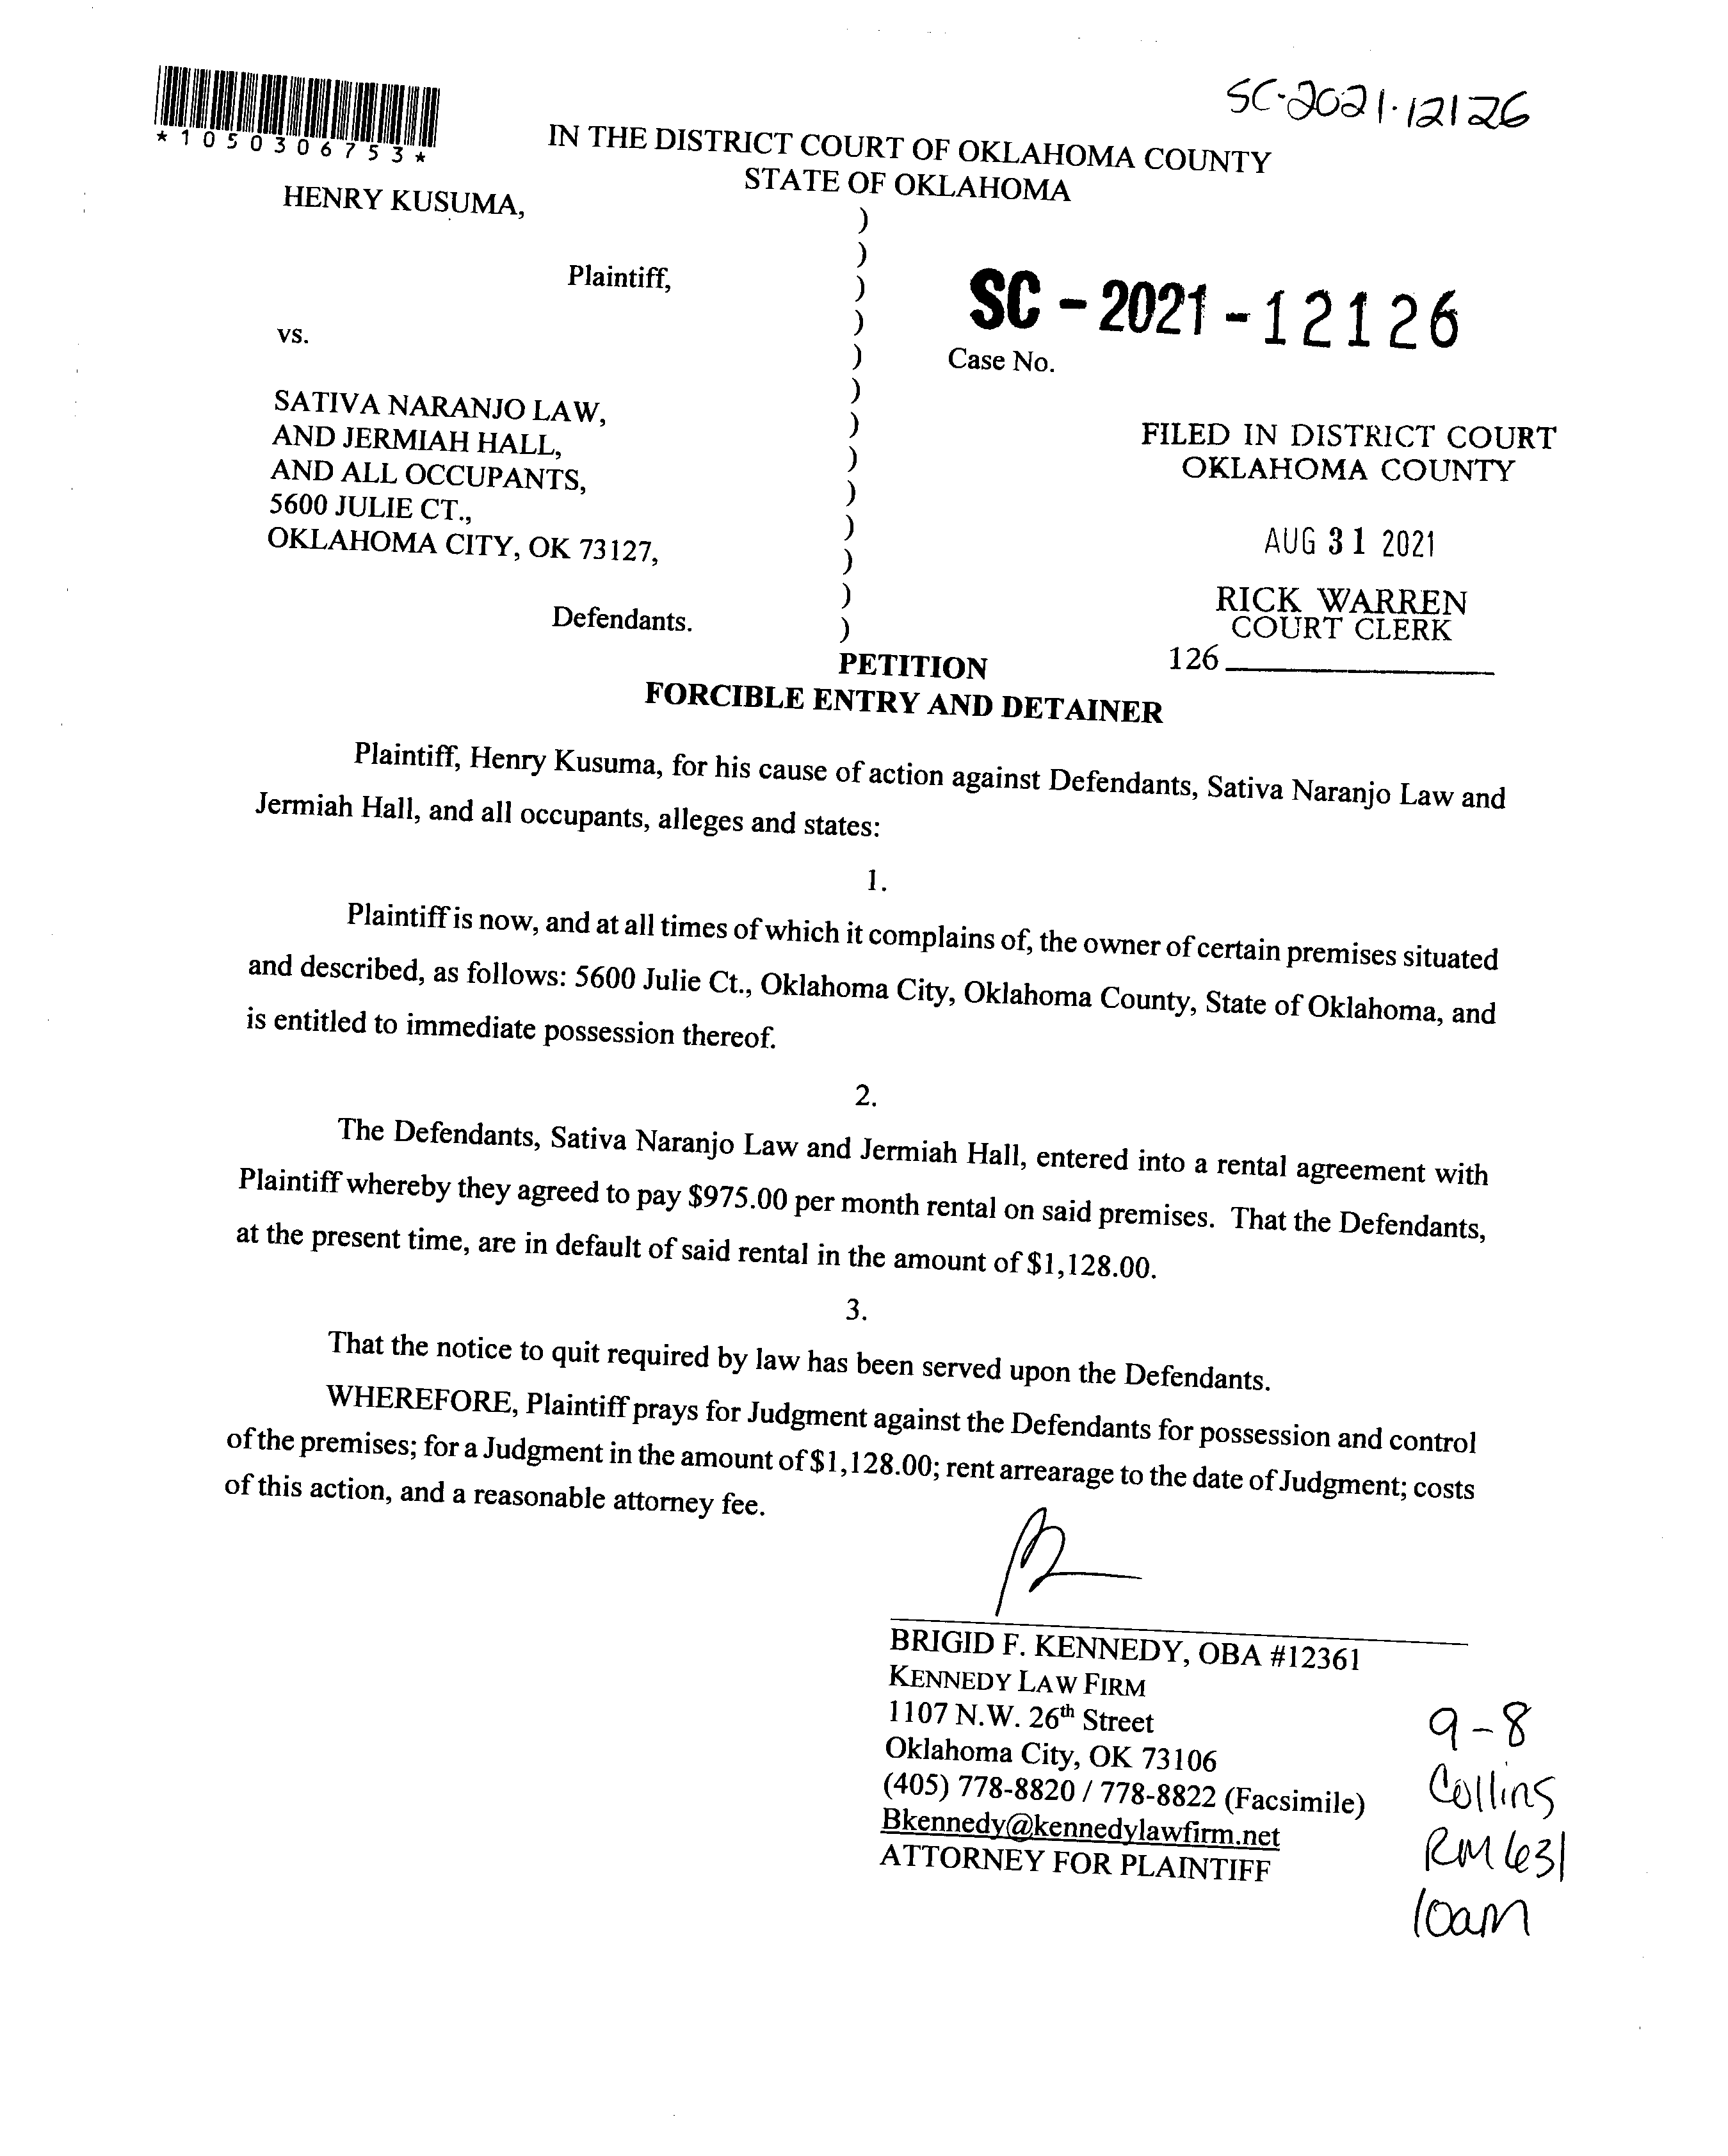 SC-2021-12126
*1050306753*
IN THE DISTRICT COURT OF OKLAHOMA COUNTY
STATE OF OKLAHOMA
HENRY KUSUMA,
)
)
Plaintiff,
)
)
vs.
)
SC-2021-12126
Case No.
)
SATIVA NARANJO LAW,
)
AND JERMIAH HALL,
)
AND ALL OCCUPANTS,
)
5600 JULIE CT.,
)
OKLAHOMA CITY, OK 73127,
)
)
Defendants.
)
FILED IN DISTRICT COURT
OKLAHOMA COUNTY
AUG 31 2021
RICK WARREN
COURT CLERK
126
PETITION
FORCIBLE ENTRY AND DETAINER
Plaintiff, Henry Kusuma, for his cause of action against Defendants, Sativa Naranjo Law and
Jermiah Hall, and all occupants, alleges and states:
1.
Plaintiff is now, and at all times of which it complains of, the owner of certain premises situated
and described, as follows: 5600 Julie Ct., Oklahoma City, Oklahoma County, State of Oklahoma, and
is entitled to immediate possession thereof.
2.
The Defendants, Sativa Naranjo Law and Jermiah Hall, entered into a rental agreement with
Plaintiff whereby they agreed to pay $975.00 per month rental on said premises. That the Defendants,
at the present time, are in default of said rental in the amount of $1,128.00.
3.
That the notice to quit required by law has been served upon the Defendants.
WHEREFORE, Plaintiff prays for Judgment against the Defendants for possession and control
of the premises; for a Judgment in the amount of $1,128.00; rent arrearage to the date of Judgment; costs
of this action, and a reasonable attorney fee.
BRIGID F. KENNEDY, OBA #12361
KENNEDY LAW FIRM
1107 N.W. 26th Street
Oklahoma City, OK 73106
(405) 778-8820 / 778-8822 (Facsimile)
Bkennedy@kennedylawfirm.net
ATTORNEY FOR PLAINTIFF
9-8
Collins
RM 631
10am